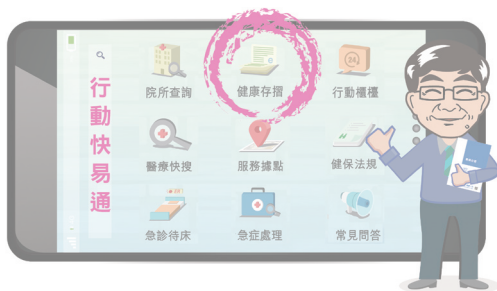 行動快易通
院所查詢
健康存摺
行動櫃檯
醫療快搜
服務據點
健保法規
急診待床
急症處理
常見問答